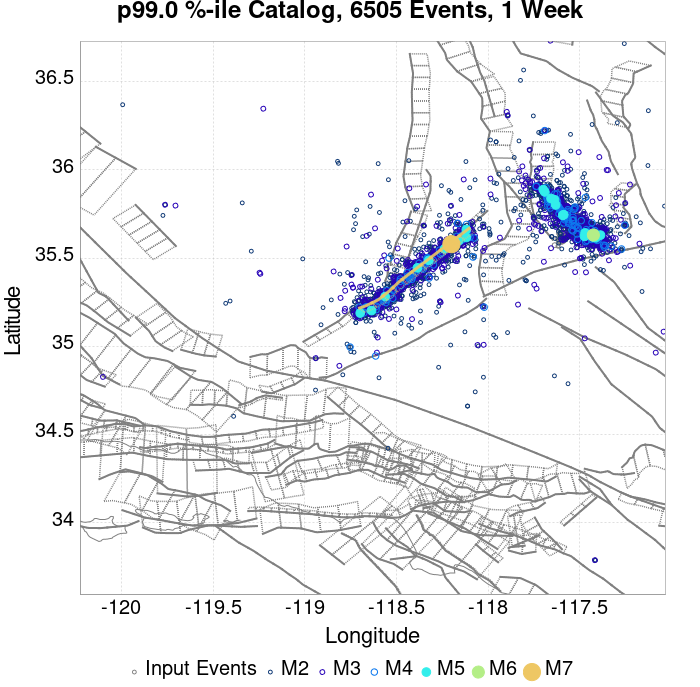 p99.0 %-ile Catalog, 6505 Events, 1 Week
36.5
36
35.5
35
34.5
34
Latitude
-120 -119.5 -119 -118.5 -118 -117.5
Longitude
Input Events M2 M3 M4 M5 M6 M7